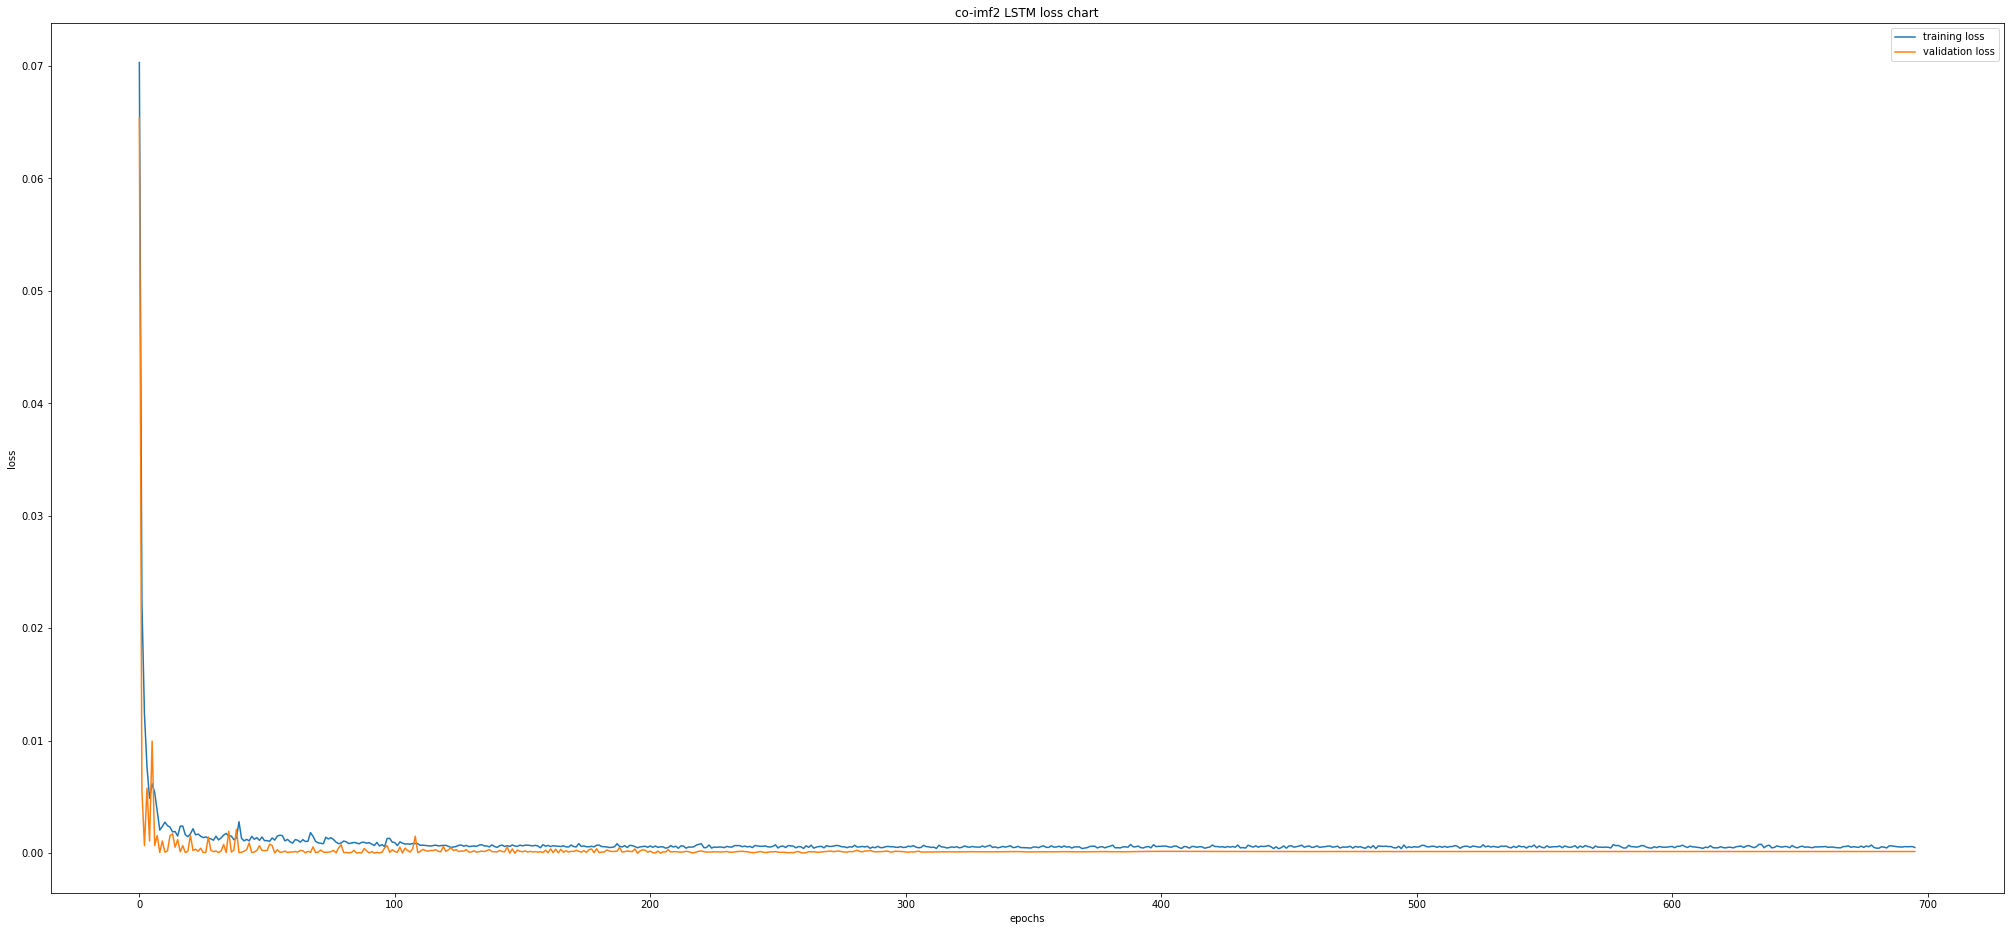 co-imf2 LSTM loss chart
training loss
validation loss
0.07
0.06
0.05
0.04
0.03
0.02
0.01
0.00
loss
0 100 200 300 400 500 600 700
epochs